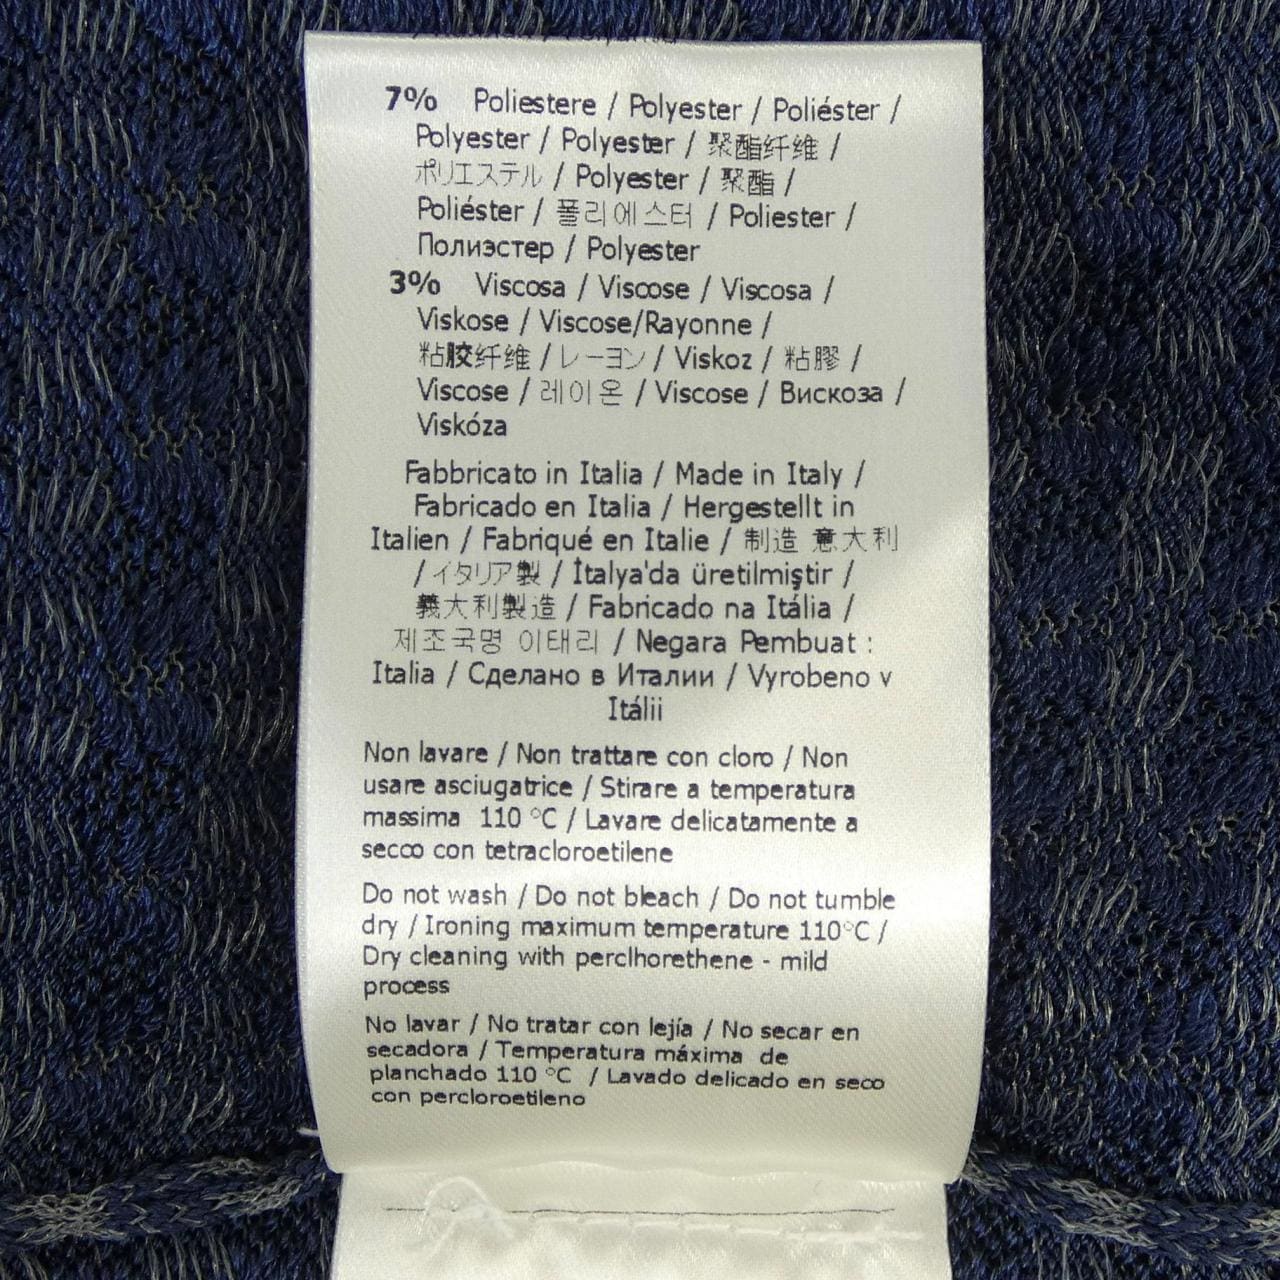 7% Poliestere / Polyester / Poliéster /
Polyester / Polyester / 聚酯纤维 /
ポリエステル / Polyester / 聚酯 /
Poliéster / 폴리에스터 / Poliester /
Полиэстер / Polyester
3% Viscosa / Viscose / Viscosa /
Viskose / Viscose/Rayonne /
粘胶纤维 / レーヨン / Viskoz / 粘膠 /
Viscose / 레이온 / Viscose / Вискоза /
Viskóza
Fabbricato in Italia / Made in Italy /
Fabricado en Italia / Hergestellt in
Italien / Fabriqué en Italie / 制造 意大利
/ イタリア製 / İtalya'da üretilmiştir /
義大利製造 / Fabricado na Itália /
제조국명 이태리 / Negara Pembuat :
Italia / Сделано в Италии / Vyrobeno v
Itálii
Non lavare / Non trattare con cloro / Non
usare asciugatrice / Stirare a temperatura
massima 110 °C / Lavare delicatamente a
secco con tetracloroetilene
Do not wash / Do not bleach / Do not tumble
dry / Ironing maximum temperature 110°C /
Dry cleaning with perclhorethene - mild
process
No lavar / No tratar con lejía / No secar en
secadora / Temperatura máxima de
planchado 110 °C / Lavado delicado en seco
con percloroetileno